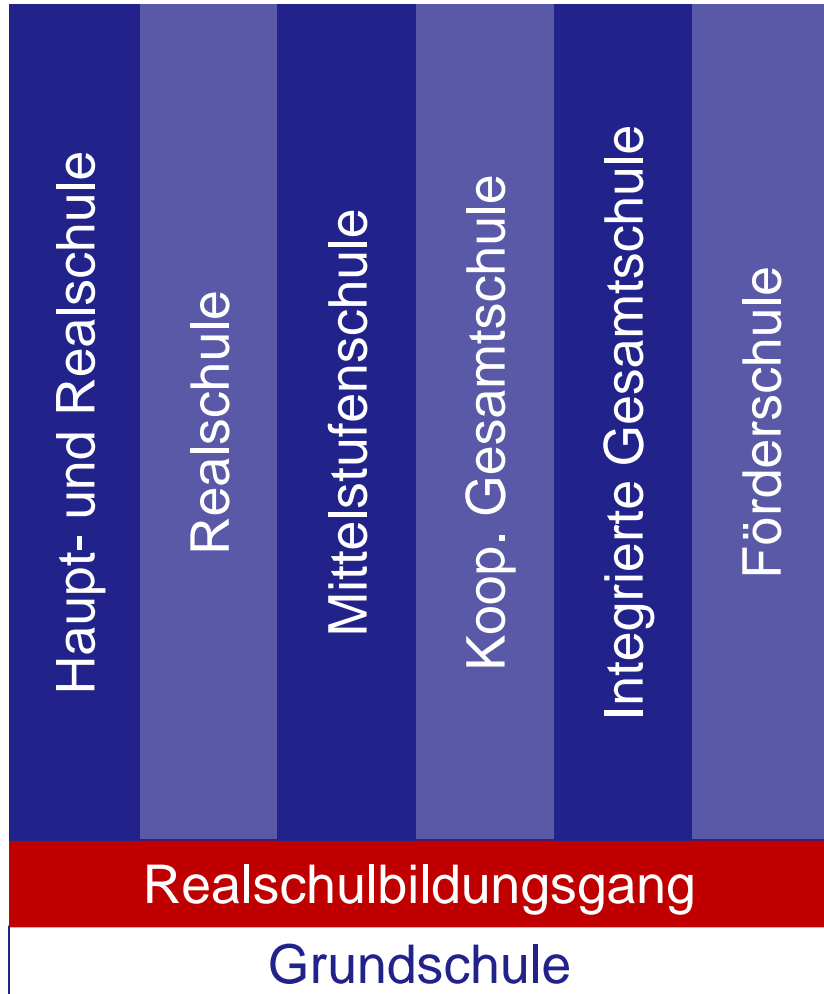 Haupt- und Realschule
Realschule
Mittelstufenschule
Koop. Gesamtschule
Integrierte Gesamtschule
Förderschule
Realschulbildungsgang
Grundschule